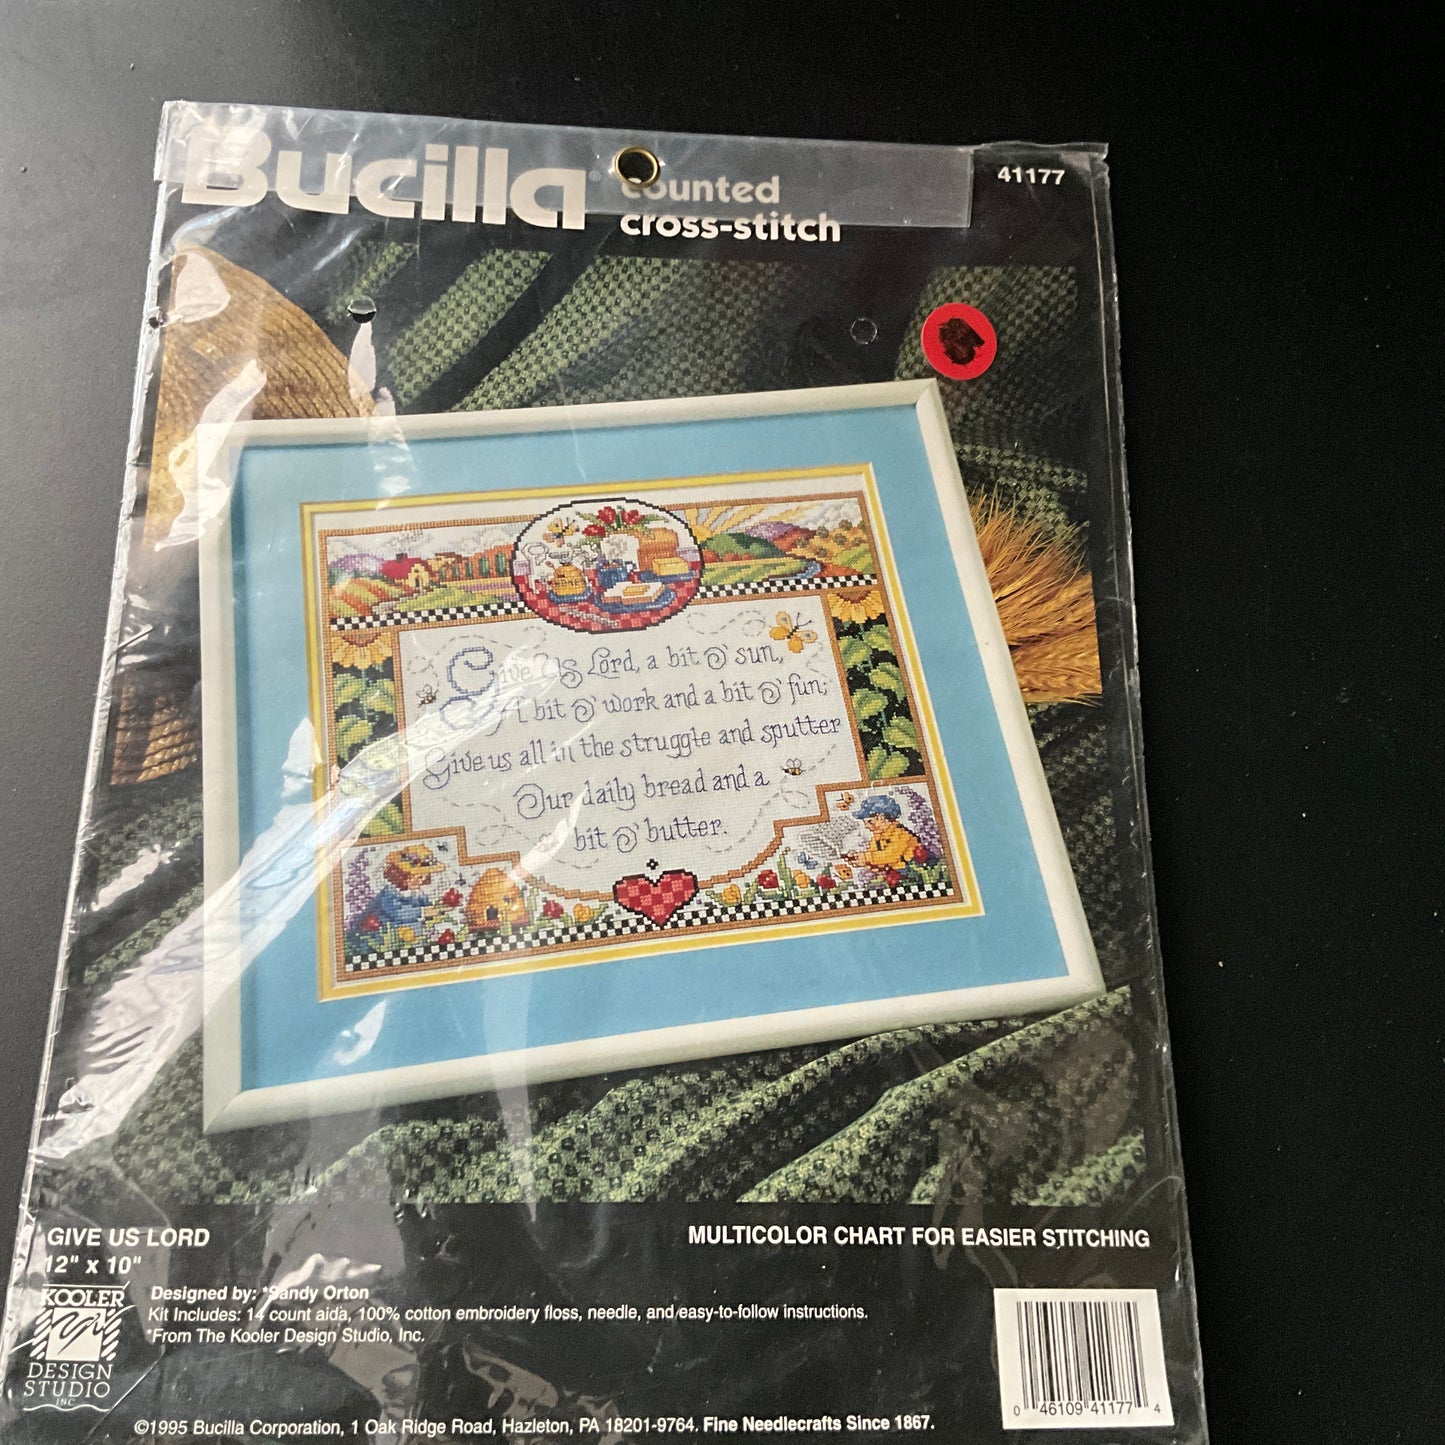 Bucilla® counted
cross-stitch
41177
Give Us Lord, a bit o' sun,
A bit o' work and a bit o' fun;
Give us all in the struggle and sputter
Our daily bread and a
bit o' butter.
GIVE US LORD
12" x 10"
MULTICOLOR CHART FOR EASIER STITCHING
KOOLER
DESIGN
STUDIO
INC
Designed by: *Sandy Orton
Kit Includes: 14 count aida, 100% cotton embroidery floss, needle, and easy-to-follow instructions.
*From The Kooler Design Studio, Inc.
©1995 Bucilla Corporation, 1 Oak Ridge Road, Hazleton, PA 18201-9764. Fine Needlecrafts Since 1867.
0 46109 41177 4